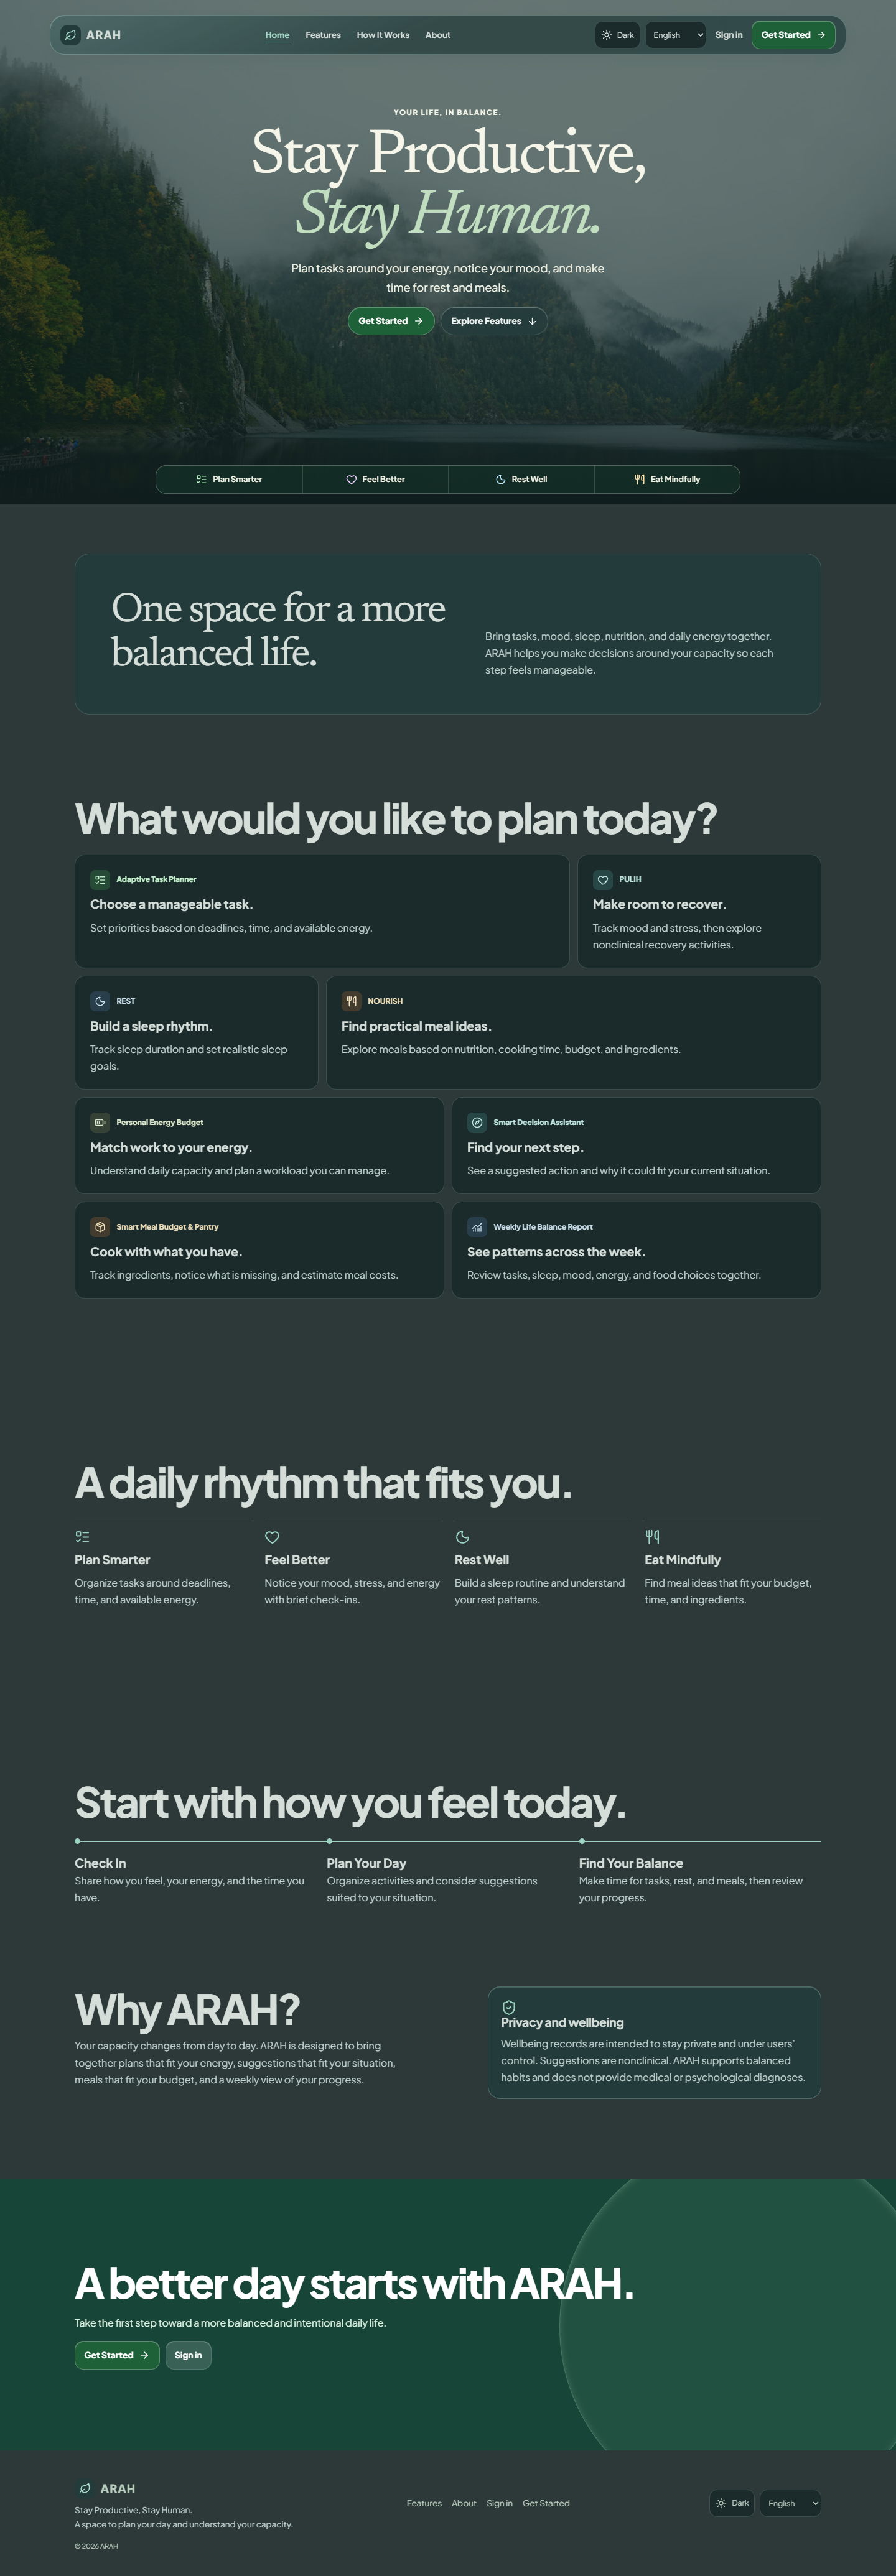 ARAH
Home
Features
How It Works
About
Dark
English
Sign in
Get Started
YOUR LIFE, IN BALANCE.
Stay Productive,
Stay Human.
Plan tasks around your energy, notice your mood, and make
time for rest and meals.
Get Started
Explore Features
Plan Smarter
Feel Better
Rest Well
Eat Mindfully
One space for a more
balanced life.
Bring tasks, mood, sleep, nutrition, and daily energy together.
ARAH helps you make decisions around your capacity so each
step feels manageable.
What would you like to plan today?
Adaptive Task Planner
Choose a manageable task.
Set priorities based on deadlines, time, and available energy.
PULIH
Make room to recover.
Track mood and stress, then explore
nonclinical recovery activities.
REST
Build a sleep rhythm.
Track sleep duration and set realistic sleep
goals.
NOURISH
Find practical meal ideas.
Explore meals based on nutrition, cooking time, budget, and ingredients.
Personal Energy Budget
Match work to your energy.
Understand daily capacity and plan a workload you can manage.
Smart Decision Assistant
Find your next step.
See a suggested action and why it could fit your current situation.
Smart Meal Budget & Pantry
Cook with what you have.
Track ingredients, notice what is missing, and estimate meal costs.
Weekly Life Balance Report
See patterns across the week.
Review tasks, sleep, mood, energy, and food choices together.
A daily rhythm that fits you.
Plan Smarter
Organize tasks around deadlines,
time, and available energy.
Feel Better
Notice your mood, stress, and energy
with brief check-ins.
Rest Well
Build a sleep routine and understand
your rest patterns.
Eat Mindfully
Find meal ideas that fit your budget,
time, and ingredients.
Start with how you feel today.
Check In
Share how you feel, your energy, and the time you
have.
Plan Your Day
Organize activities and consider suggestions
suited to your situation.
Find Your Balance
Make time for tasks, rest, and meals, then review
your progress.
Why ARAH?
Your capacity changes from day to day. ARAH is designed to bring
together plans that fit your energy, suggestions that fit your situation,
meals that fit your budget, and a weekly view of your progress.
Privacy and wellbeing
Wellbeing records are intended to stay private and under users'
control. Suggestions are nonclinical. ARAH supports balanced
habits and does not provide medical or psychological diagnoses.
A better day starts with ARAH.
Take the first step toward a more balanced and intentional daily life.
Get Started
Sign in
ARAH
Stay Productive, Stay Human.
A space to plan your day and understand your capacity.
© 2026 ARAH
Features
About
Sign in
Get Started
Dark
English